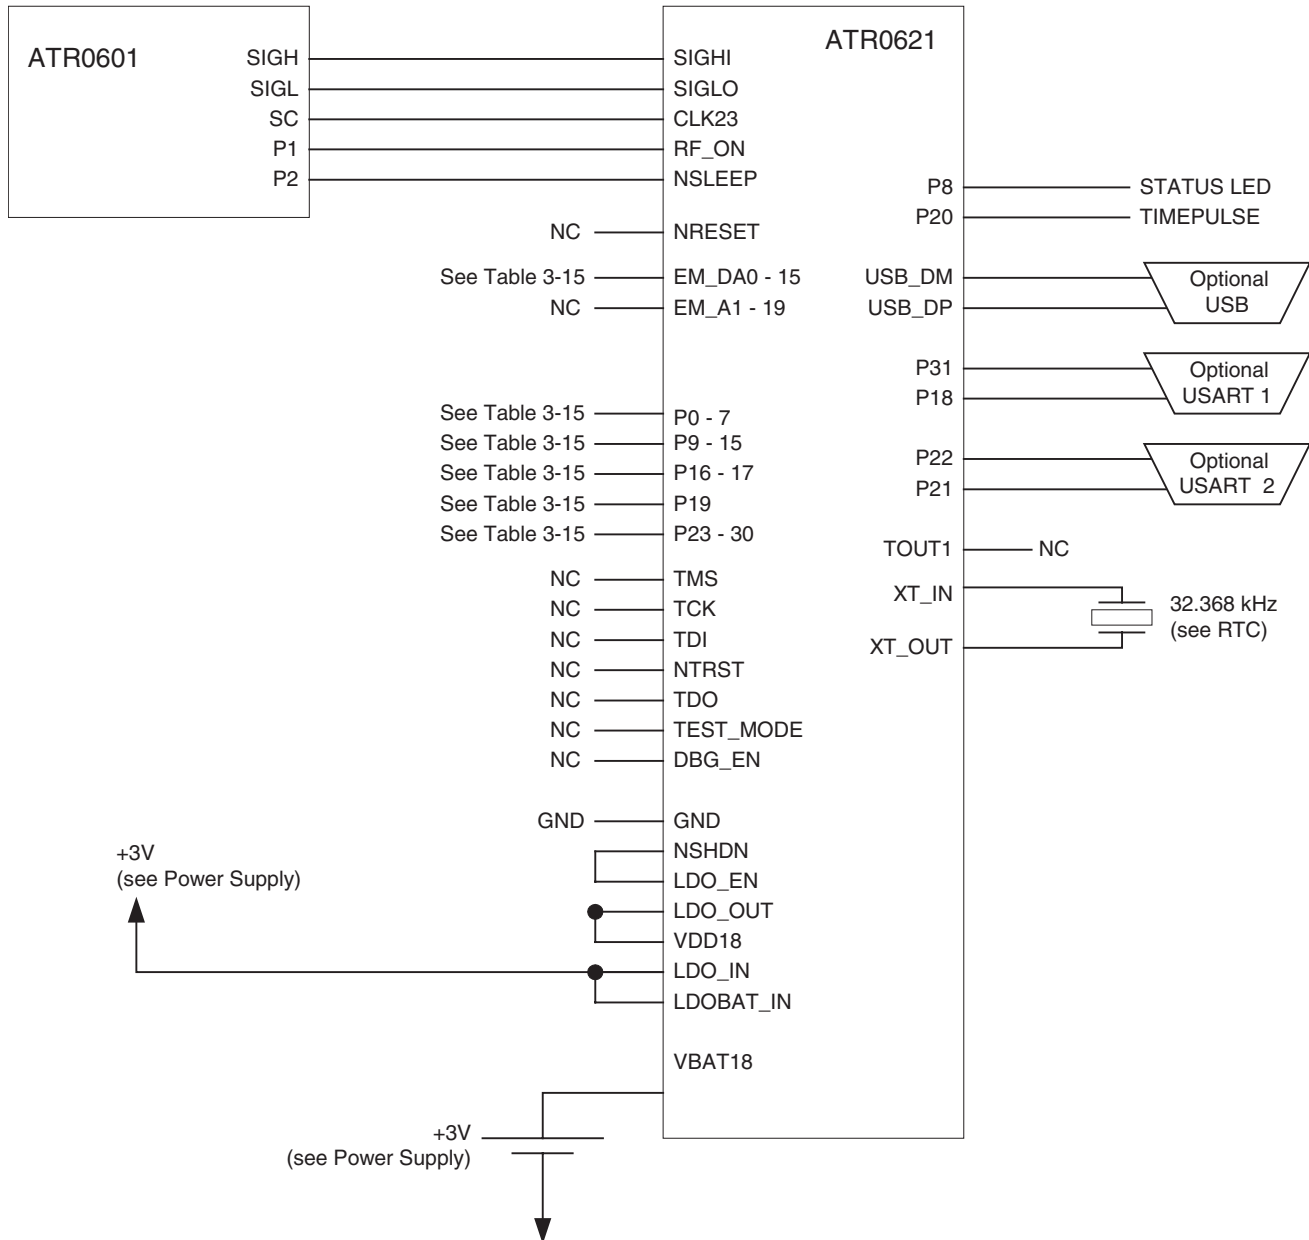 ATR0601
SIGH
SIGL
SC
P1
P2
ATR0621
SIGHI
SIGLO
CLK23
RF_ON
NSLEEP
NC NRESET
See Table 3-15 EM_DA0 - 15
NC EM_A1 - 19
See Table 3-15 P0 - 7
See Table 3-15 P9 - 15
See Table 3-15 P16 - 17
See Table 3-15 P19
See Table 3-15 P23 - 30
NC TMS
NC TCK
NC TDI
NC NTRST
NC TDO
NC TEST_MODE
NC DBG_EN
GND GND
NSHDN
LDO_EN
LDO_OUT
VDD18
LDO_IN
LDOBAT_IN
VBAT18
+3V
(see Power Supply)
+3V
(see Power Supply)
P8 STATUS LED
P20 TIMEPULSE
USB_DM
USB_DP
Optional
USB
P31
P18
Optional
USART 1
P22
P21
Optional
USART 2
TOUT1 NC
XT_IN
XT_OUT
32.368 kHz
(see RTC)